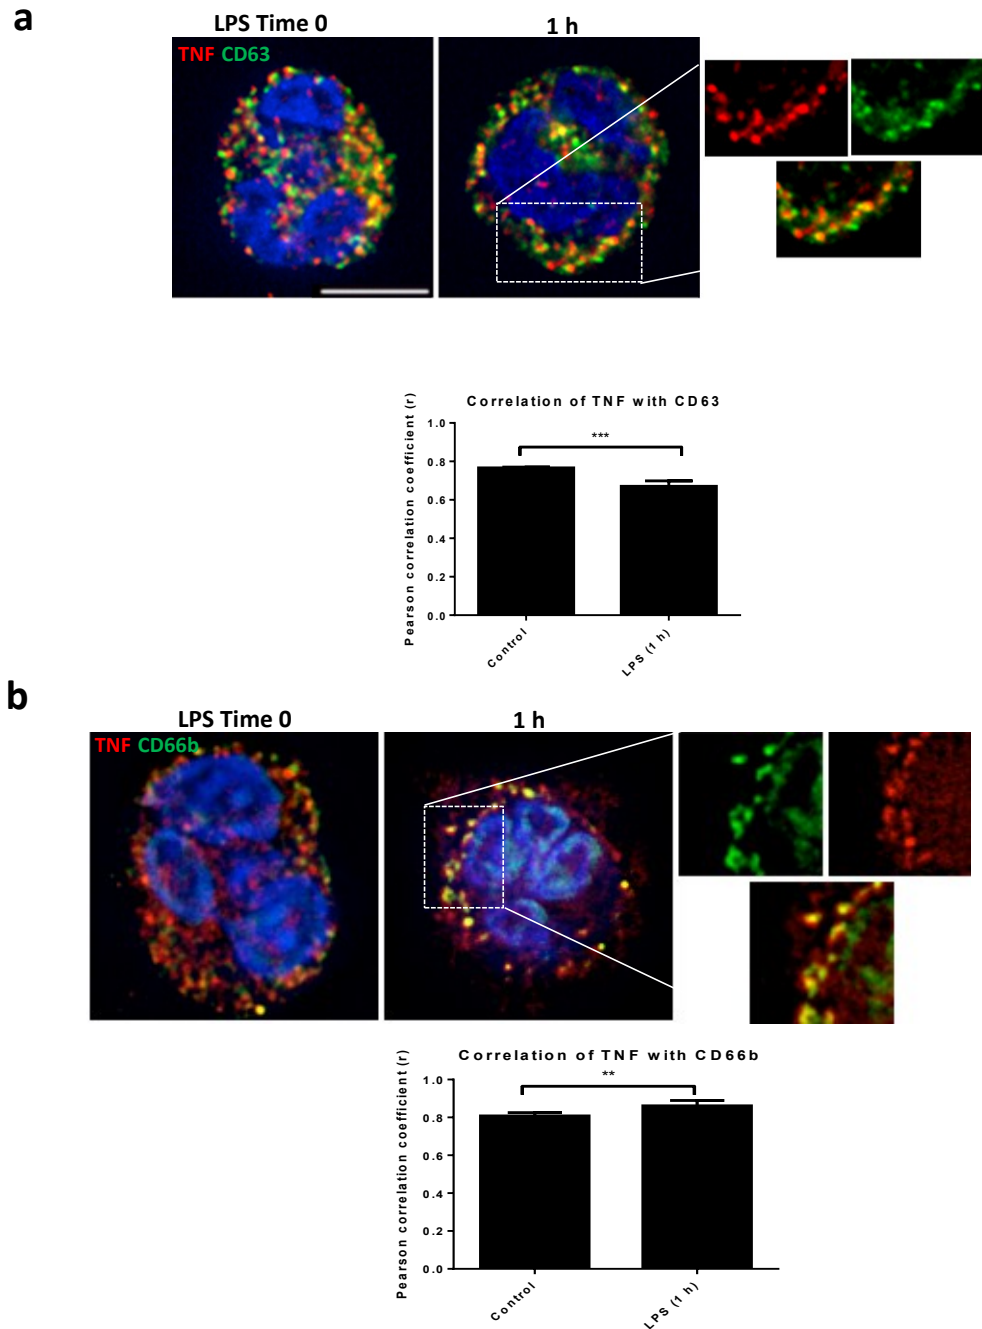 a
LPS Time 0
1 h
TNF CD63
Correlation of TNF with CD63
Pearson correlation coefficient (r)
1.0
0.8
0.6
0.4
0.2
0.0
***
Control
LPS (1 h)
b
LPS Time 0
1 h
TNF CD66b
Correlation of TNF with CD66b
Pearson correlation coefficient (r)
1.0
0.8
0.6
0.4
0.2
0.0
**
Control
LPS (1 h)